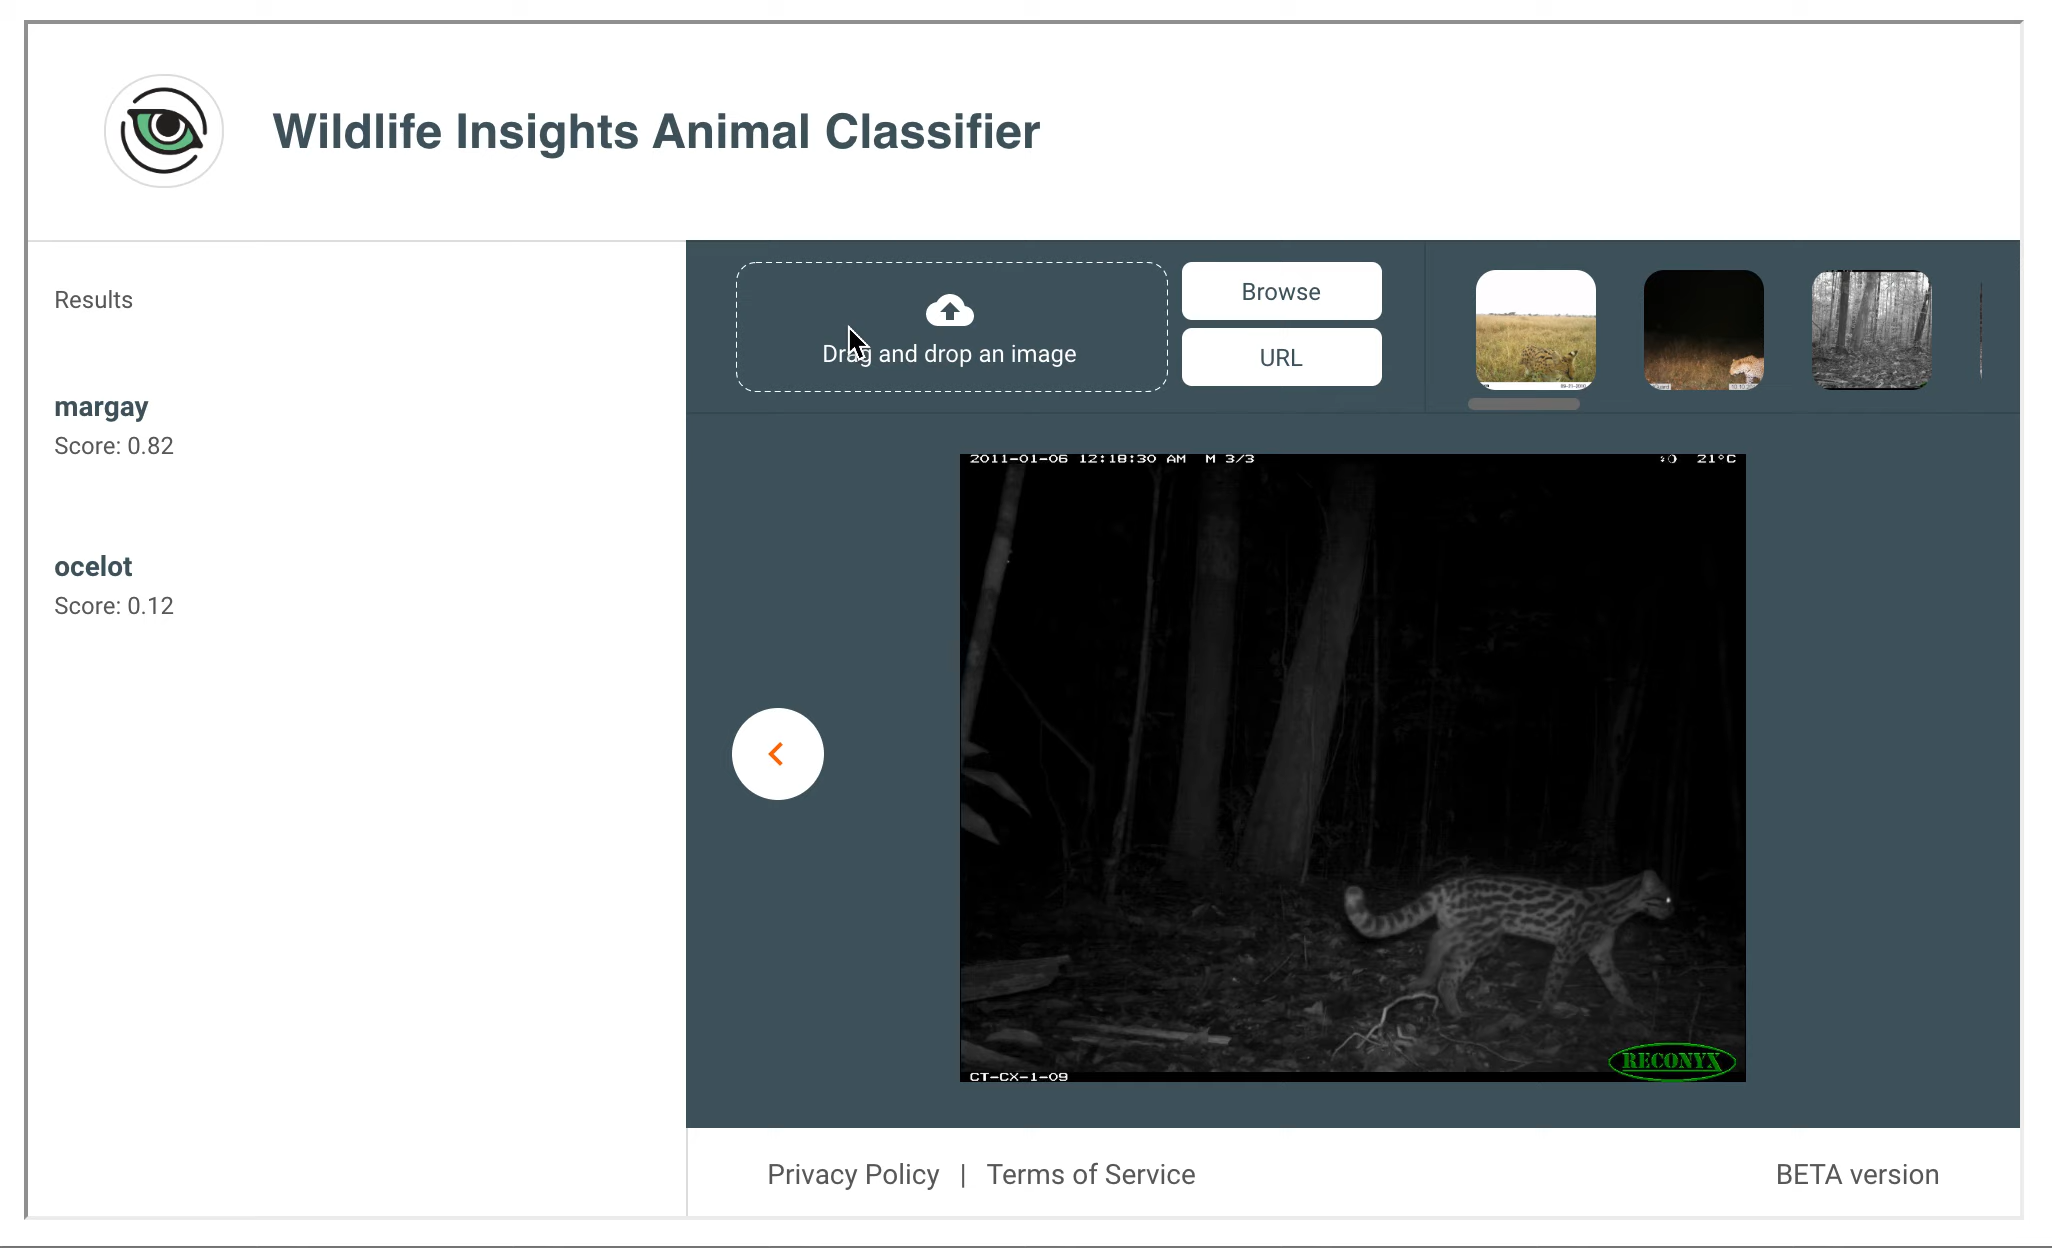 Wildlife Insights Animal Classifier
Results
margay
Score: 0.82
ocelot
Score: 0.12
Drag and drop an image
Browse
URL
2011-01-06 12:18:30 AM M 3/3
21°C
CT-CX-1-09
RECONYX
Privacy Policy | Terms of Service
BETA version